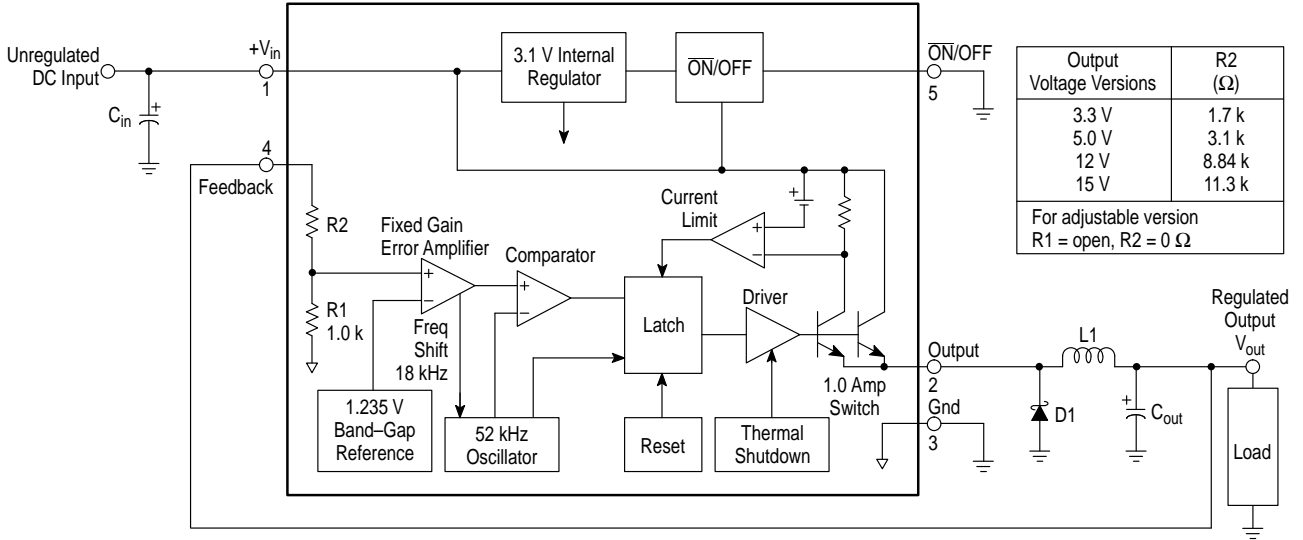 Unregulated
DC Input
+V_in
1
C_in
+
4
Feedback
3.1 V Internal
Regulator
O̅N̅/OFF
O̅N̅/OFF
5
Output
Voltage Versions
R2
(Ω)
3.3 V
1.7 k
5.0 V
3.1 k
12 V
8.84 k
15 V
11.3 k
For adjustable version
R1 = open, R2 = 0 Ω
R2
R1
1.0 k
Fixed Gain
Error Amplifier
+
−
Comparator
+
−
Current
Limit
+
−
+
Freq
Shift
18 kHz
Latch
Driver
1.0 Amp
Switch
Output
2
Gnd
3
L1
D1
+
C_out
Regulated
Output
V_out
Load
1.235 V
Band–Gap
Reference
52 kHz
Oscillator
Reset
Thermal
Shutdown